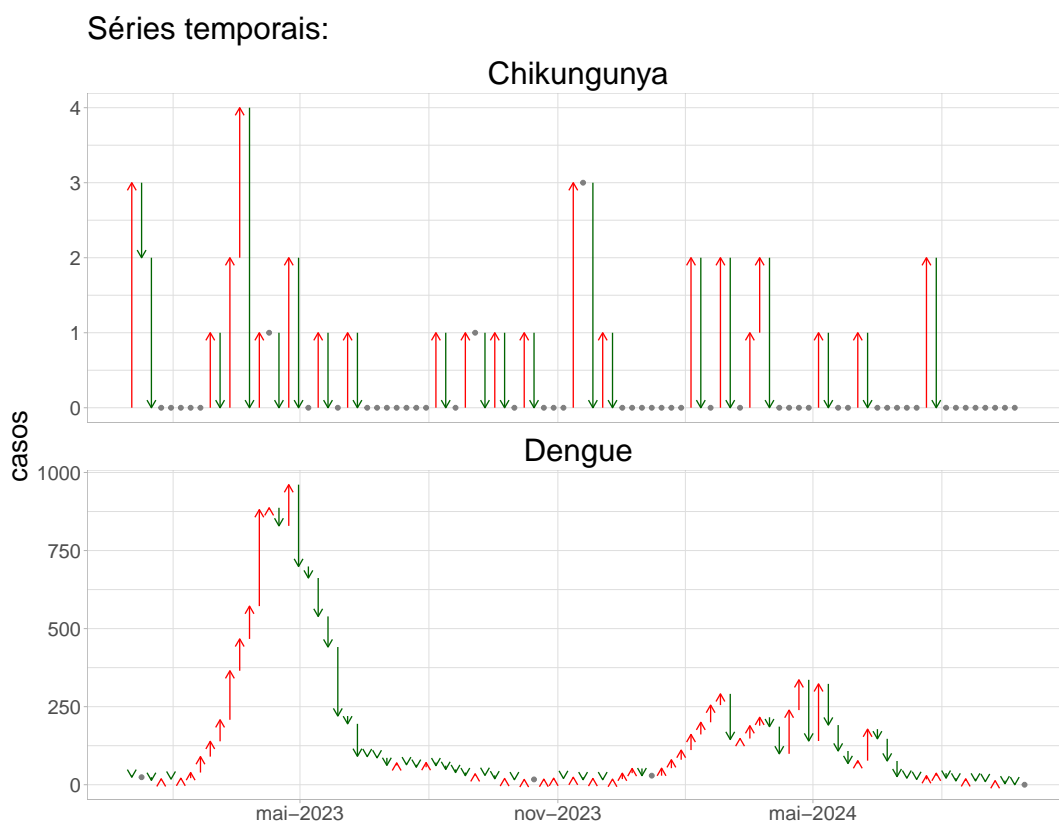 Séries temporais:
Chikungunya
4
3
2
1
0
casos
Dengue
1000
750
500
250
0
mai−2023
nov−2023
mai−2024